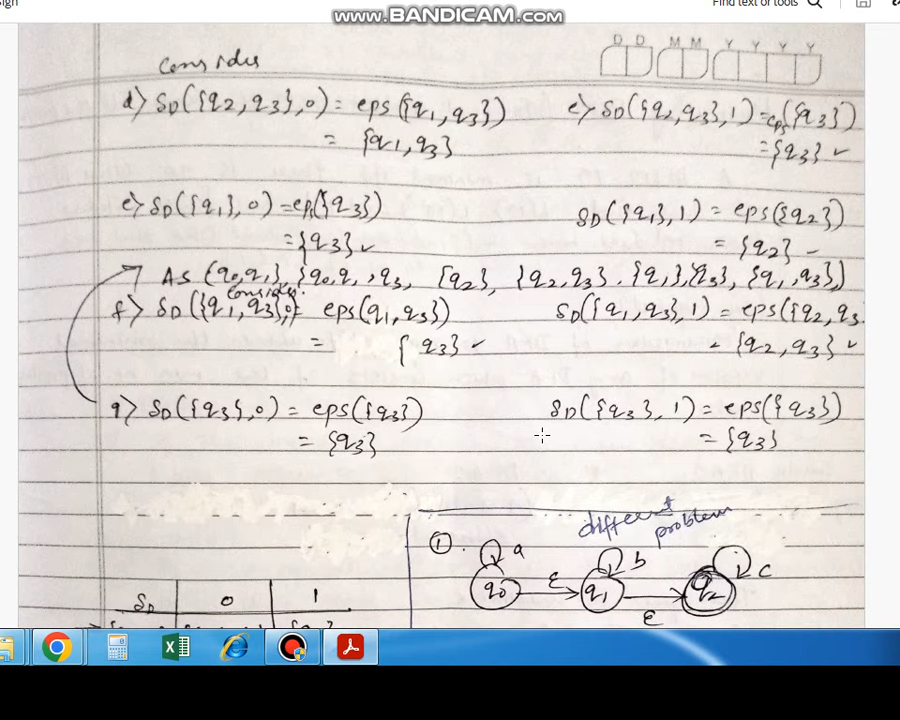 sign
www.BANDICAM.com
Find text or tools
D D M M Y Y Y Y
Consider
d) δD({q2,q3},0) = eps({q1,q3})
= {q1,q3}
e) δD({q2,q3},1) = eps({q3})
= {q3} ✓
e) δD({q1},0) = eps({q3})
= {q3} ✓
δD({q1},1) = eps({q2})
= {q2}
As (q0,q1},{q0,q1,q3, {q2}, {q2,q3}. {q1},{q3}, {q1,q3})
Consider.
f) δD({q1,q3},0) = eps(q1,q3})
= {q3} ✓
δD({q1,q3},1) = eps({q2,q3
= {q2,q3} ✓
g) δD({q3},0) = eps({q3})
= {q3}
δD({q3},1) = eps({q3})
= {q3}
different problem
① a b c
q0 ε q1 ε q2
δD 0 1